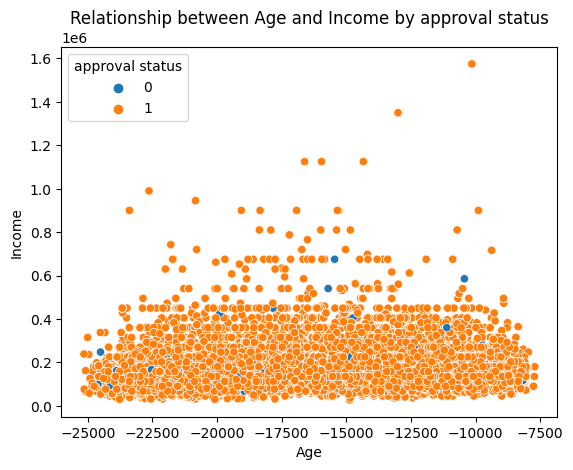 Relationship between Age and Income by approval status
1e6
approval status
0
1
1.6
1.4
1.2
1.0
0.8
0.6
0.4
0.2
0.0
Income
−25000 −22500 −20000 −17500 −15000 −12500 −10000 −7500
Age